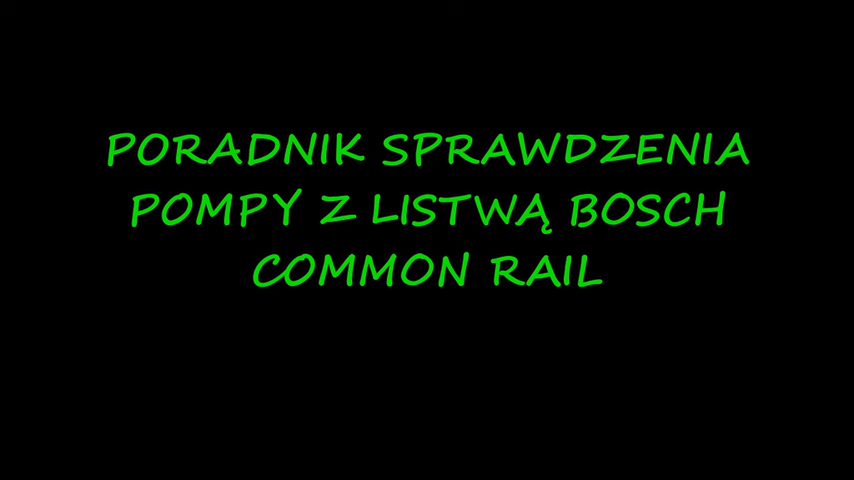 PORADNIK SPRAWDZENIA
POMPY Z LISTWĄ BOSCH
COMMON RAIL